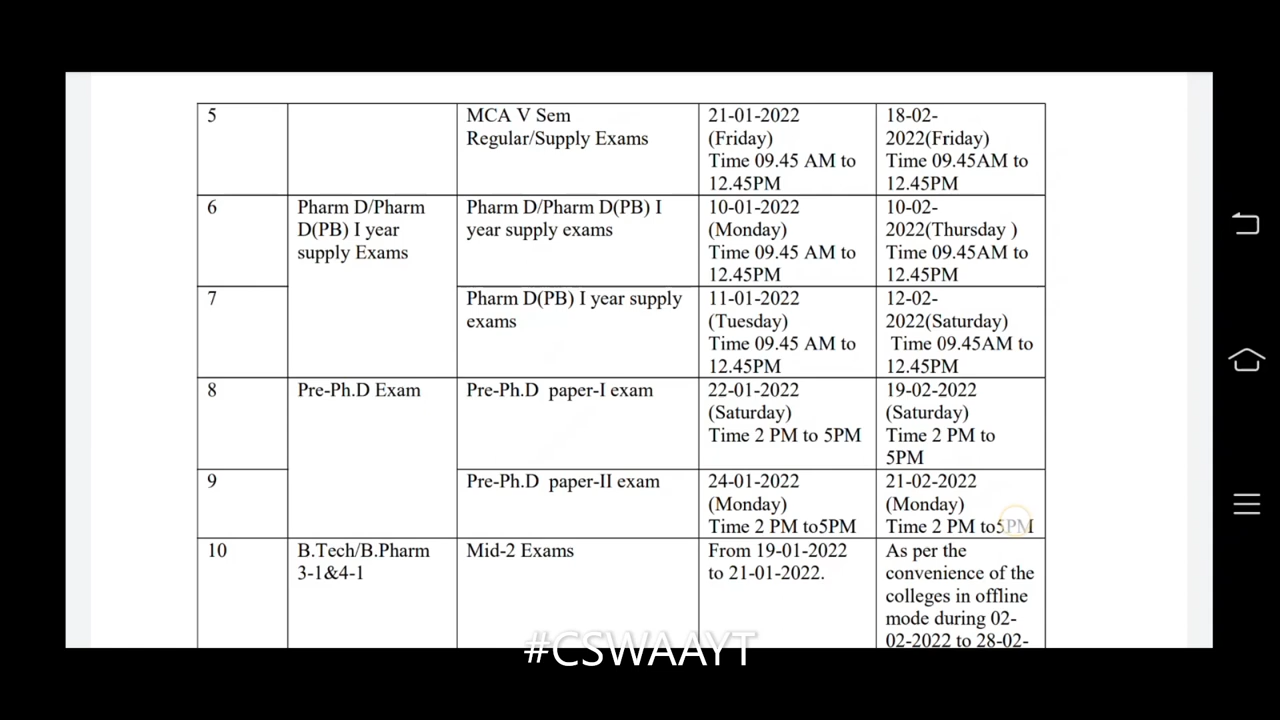 5
MCA V Sem
Regular/Supply Exams
21-01-2022
(Friday)
Time 09.45 AM to
12.45PM
18-02-
2022(Friday)
Time 09.45AM to
12.45PM
6
Pharm D/Pharm
D(PB) I year
supply Exams
Pharm D/Pharm D(PB) I
year supply exams
10-01-2022
(Monday)
Time 09.45 AM to
12.45PM
10-02-
2022(Thursday )
Time 09.45AM to
12.45PM
7
Pharm D(PB) I year supply
exams
11-01-2022
(Tuesday)
Time 09.45 AM to
12.45PM
12-02-
2022(Saturday)
Time 09.45AM to
12.45PM
8
Pre-Ph.D Exam
Pre-Ph.D paper-I exam
22-01-2022
(Saturday)
Time 2 PM to 5PM
19-02-2022
(Saturday)
Time 2 PM to
5PM
9
Pre-Ph.D paper-II exam
24-01-2022
(Monday)
Time 2 PM to5PM
21-02-2022
(Monday)
Time 2 PM to5PM
10
B.Tech/B.Pharm
3-1&4-1
Mid-2 Exams
From 19-01-2022
to 21-01-2022.
As per the
convenience of the
colleges in offline
mode during 02-
02-2022 to 28-02-
#CSWAAYT